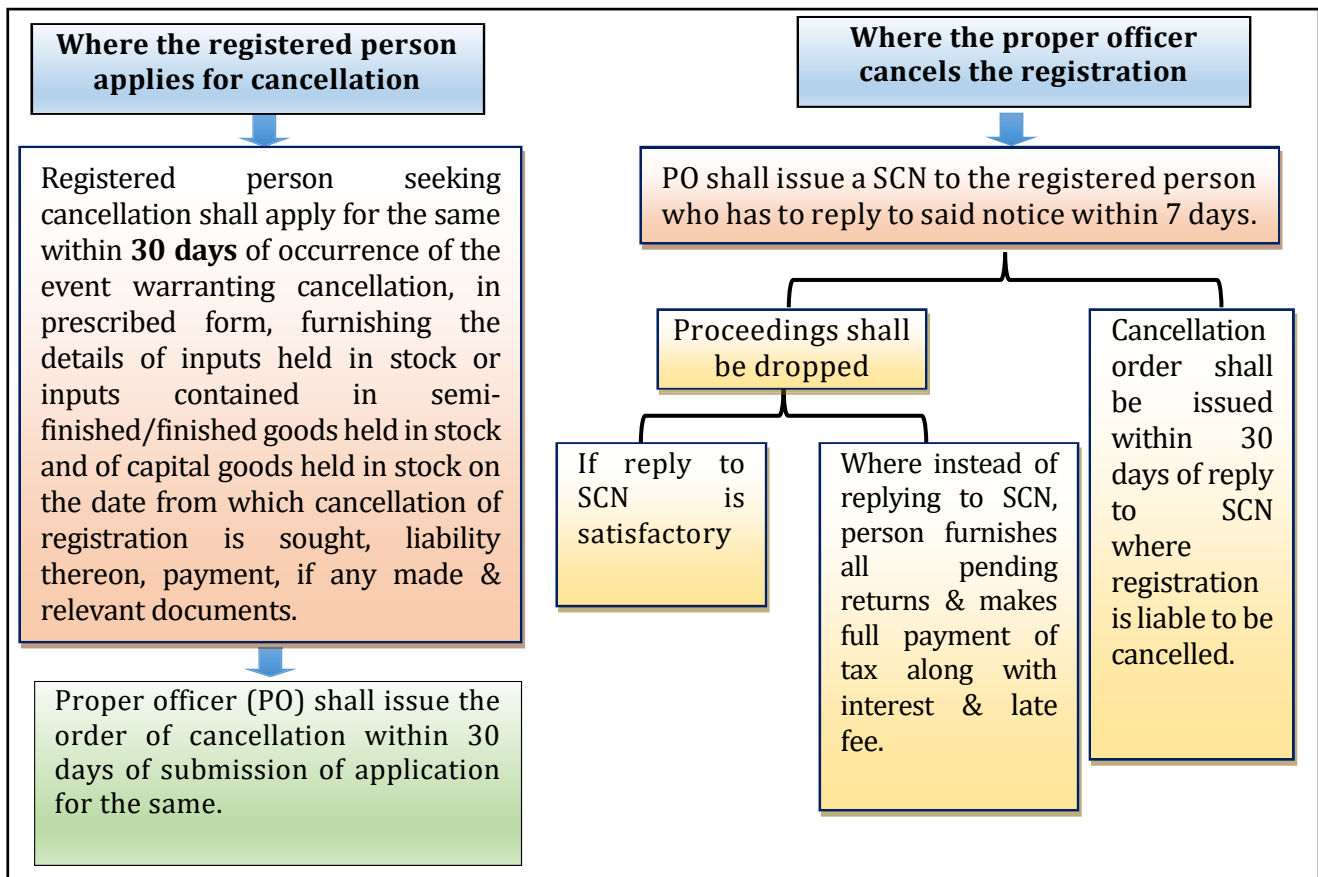 Where the registered person
applies for cancellation
Registered person seeking
cancellation shall apply for the same
within 30 days of occurrence of the
event warranting cancellation, in
prescribed form, furnishing the
details of inputs held in stock or
inputs contained in semi-
finished/finished goods held in stock
and of capital goods held in stock on
the date from which cancellation of
registration is sought, liability
thereon, payment, if any made &
relevant documents.
Proper officer (PO) shall issue the
order of cancellation within 30
days of submission of application
for the same.
Where the proper officer
cancels the registration
PO shall issue a SCN to the registered person
who has to reply to said notice within 7 days.
Proceedings shall
be dropped
If reply to
SCN is
satisfactory
Where instead of
replying to SCN,
person furnishes
all pending
returns & makes
full payment of
tax along with
interest & late
fee.
Cancellation
order shall
be issued
within 30
days of reply
to SCN
where
registration
is liable to be
cancelled.